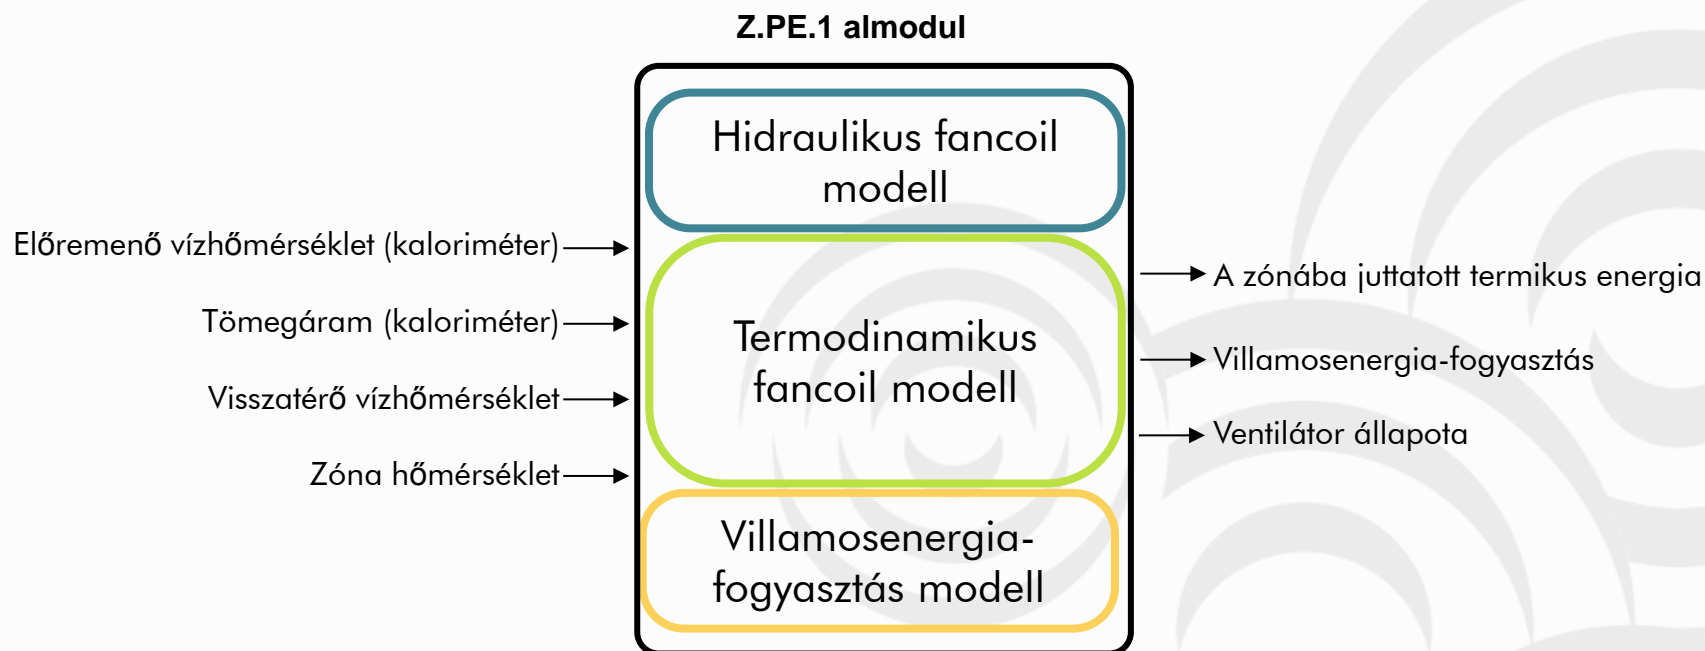 Z.PE.1 almodul
Hidraulikus fancoil
modell
Előremenő vízhőmérséklet (kaloriméter)
Tömegáram (kaloriméter)
Visszatérő vízhőmérséklet
Zóna hőmérséklet
Termodinamikus
fancoil modell
Villamosenergia-
fogyasztás modell
A zónába juttatott termikus energia
Villamosenergia-fogyasztás
Ventilátor állapota